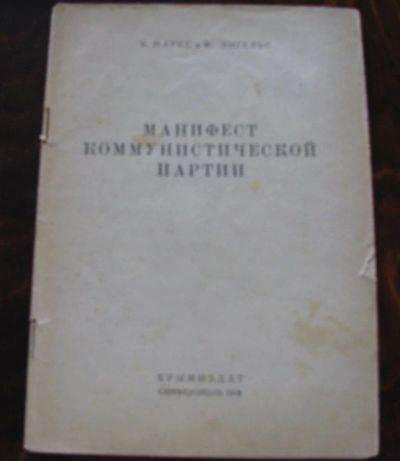 К. МАРКС и Ф. ЭНГЕЛЬС
МАНИФЕСТ
КОММУНИСТИЧЕСКОЙ
ПАРТИИ
КРЫМИЗДАТ
СИМФЕРОПОЛЬ